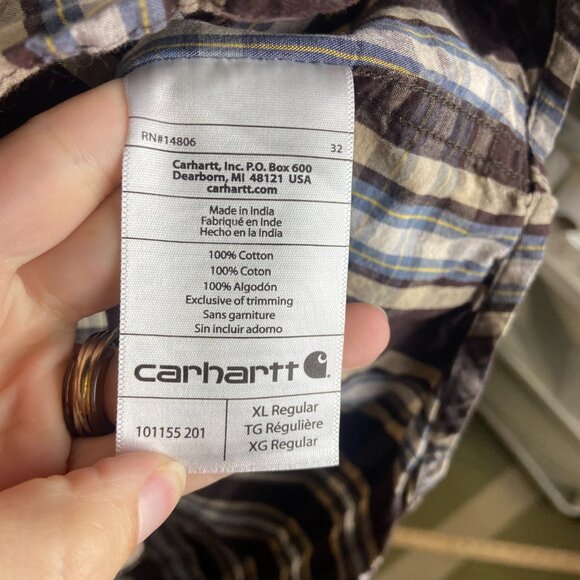 RN#14806 32
Carhartt, Inc. P.O. Box 600
Dearborn, MI 48121 USA
carhartt.com
Made in India
Fabriqué en Inde
Hecho en la India
100% Cotton
100% Coton
100% Algodón
Exclusive of trimming
Sans garniture
Sin incluir adorno
carhartt
101155 201
XL Regular
TG Régulière
XG Regular